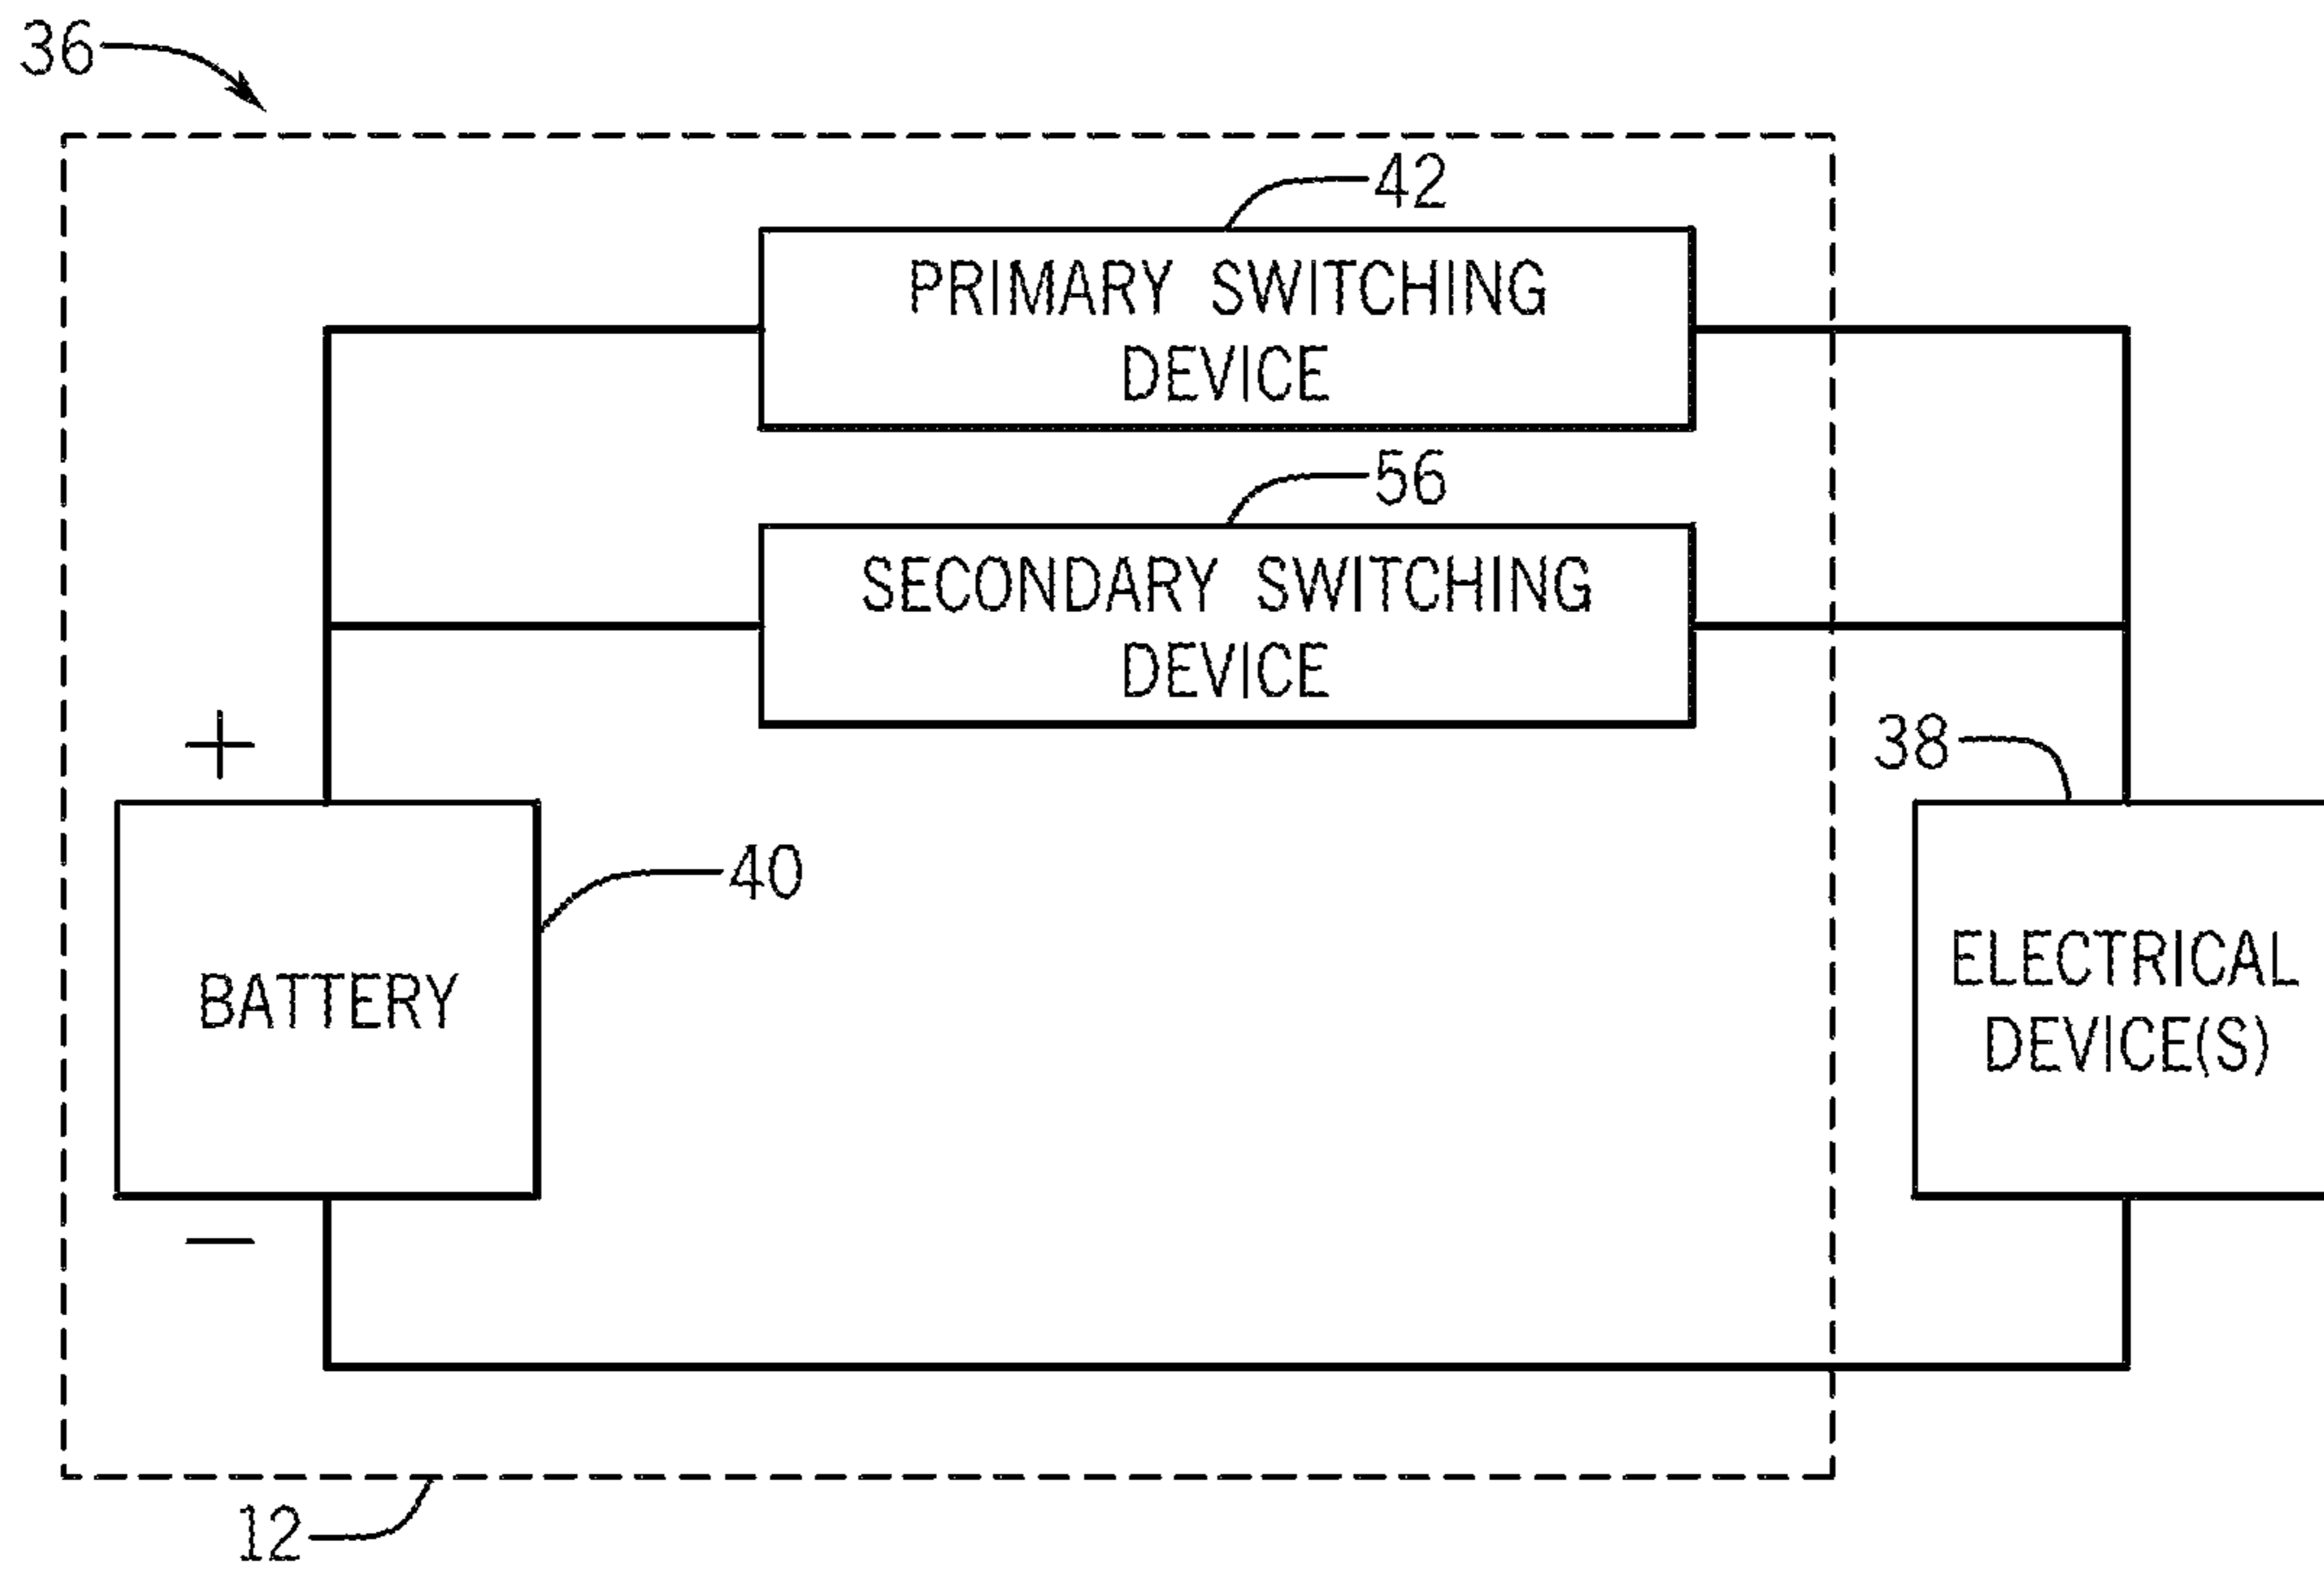 36
42
PRIMARY SWITCHING
DEVICE
56
SECONDARY SWITCHING
DEVICE
+
38
40
BATTERY
ELECTRICAL
DEVICE(S)
−
12